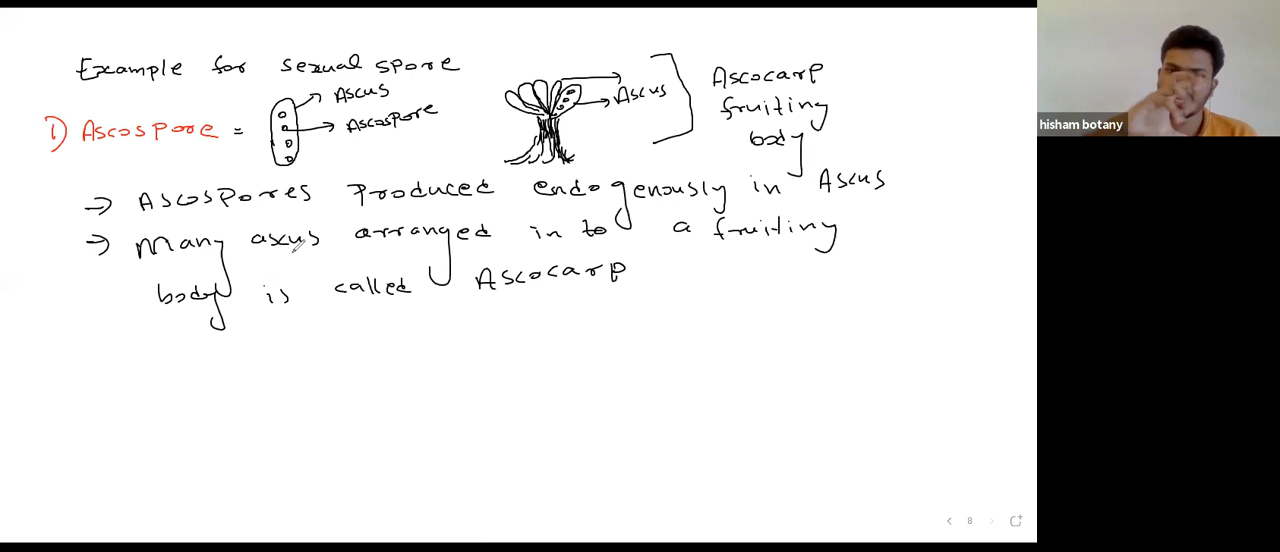 Example for sexual spore
1) Ascospore =
Ascus
Ascospore
Ascus
Ascocarp
fruiting
body
→ Ascospores produced endogenously in Ascus
→ Many axus arranged in to a fruiting
body is called Ascocarp
hisham botany
8